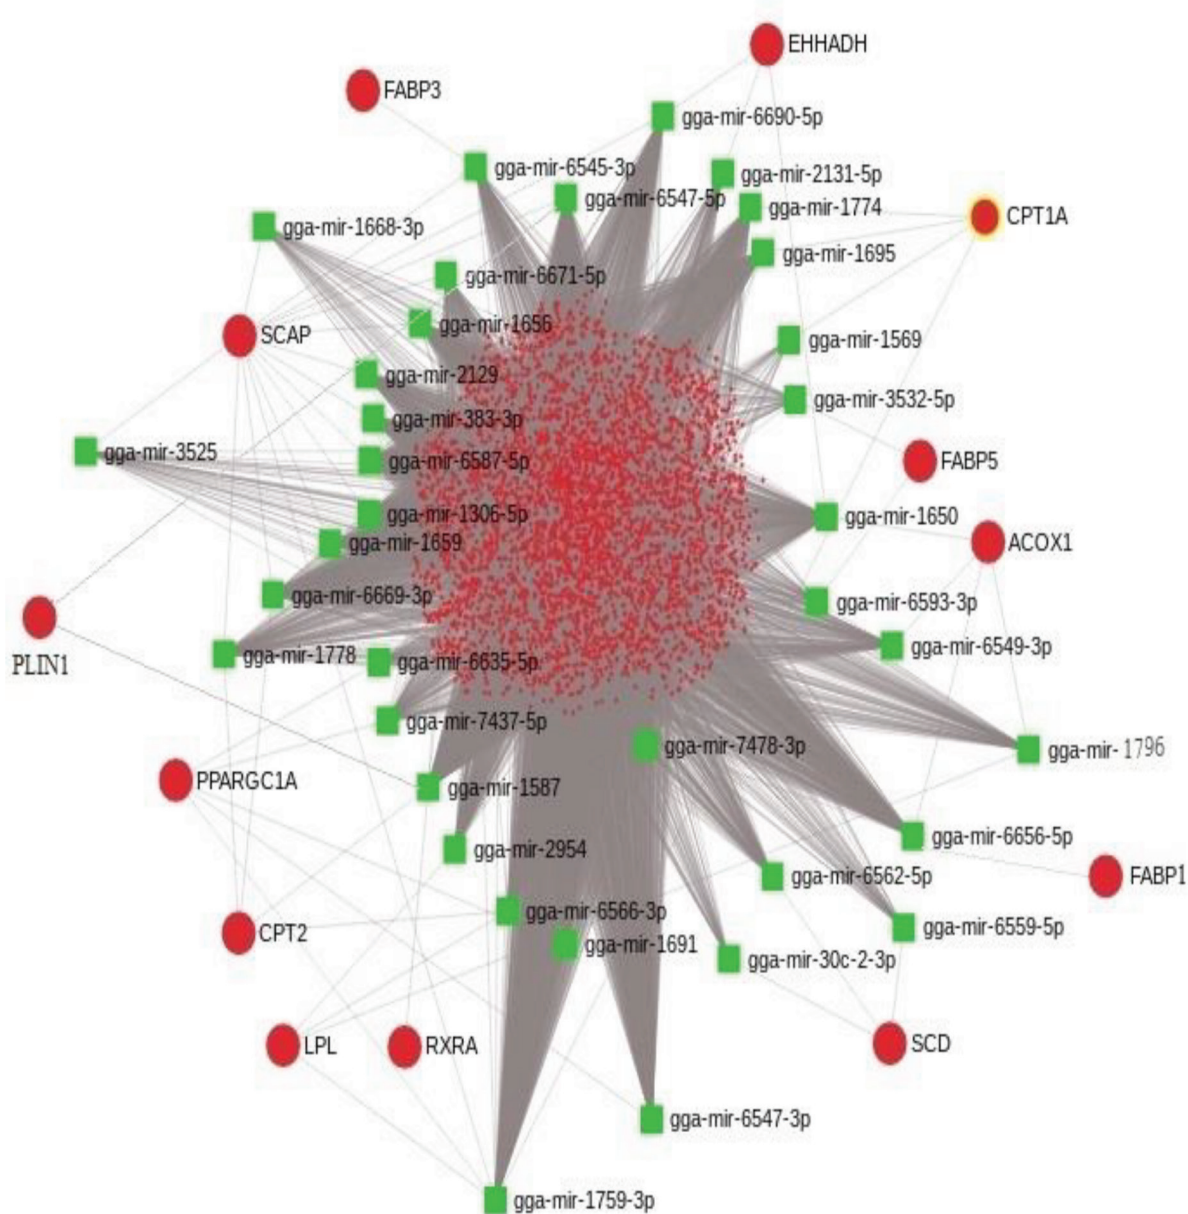 EHHADH
FABP3
gga-mir-6690-5p
gga-mir-6545-3p
gga-mir-2131-5p
gga-mir-6547-5p
gga-mir-1774
CPT1A
gga-mir-1668-3p
gga-mir-1695
gga-mir-6671-5p
gga-mir-1656
SCAP
gga-mir-1569
gga-mir-2129
gga-mir-3532-5p
gga-mir-383-3p
gga-mir-3525
gga-mir-6587-5p
FABP5
gga-mir-1306-5p
gga-mir-1650
gga-mir-1659
ACOX1
gga-mir-6669-3p
gga-mir-6593-3p
gga-mir-6549-3p
gga-mir-1778
gga-mir-6635-5p
PLIN1
gga-mir-7437-5p
gga-mir-7478-3p
gga-mir- 1796
PPARGC1A
gga-mir-1587
gga-mir-6656-5p
gga-mir-2954
gga-mir-6562-5p
FABP1
gga-mir-6566-3p
gga-mir-6559-5p
CPT2
gga-mir-1691
gga-mir-30c-2-3p
LPL
RXRA
SCD
gga-mir-6547-3p
gga-mir-1759-3p